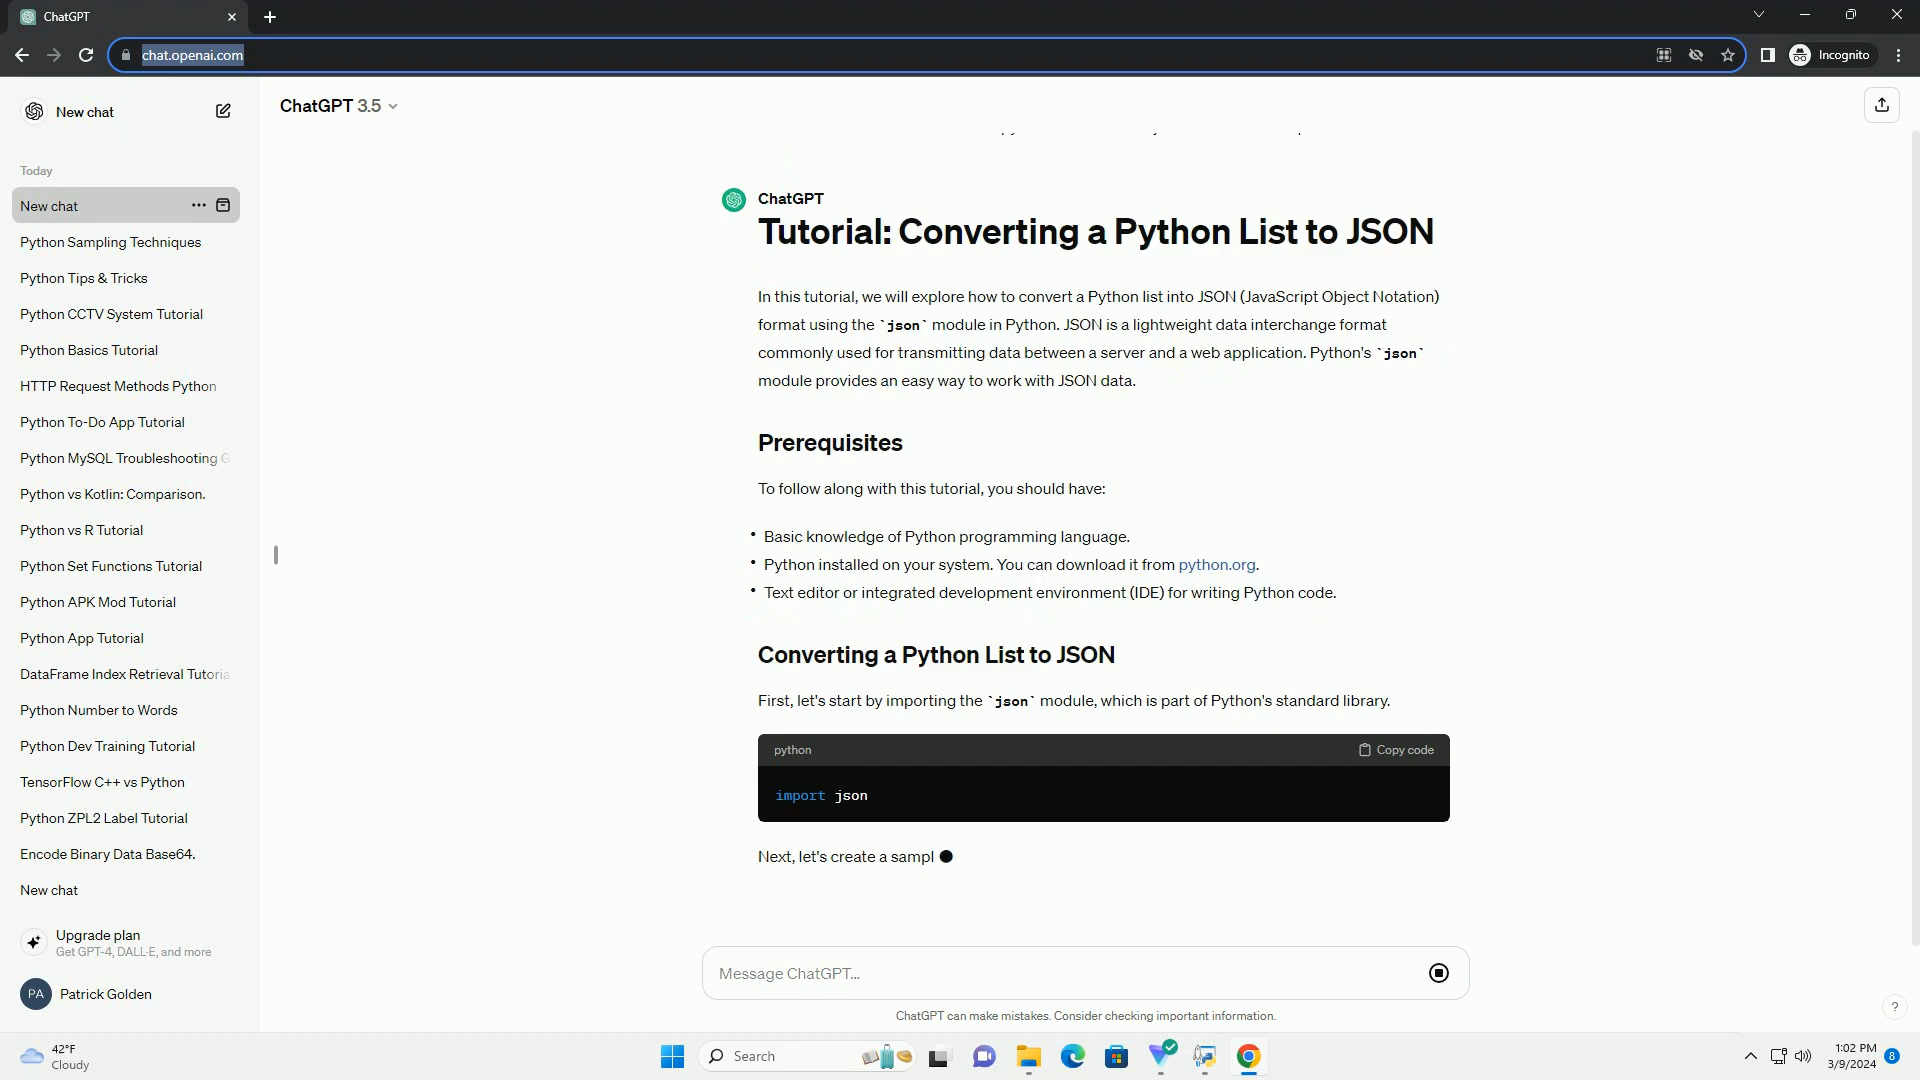 ChatGPT
chat.openai.com
Incognito
New chat
ChatGPT 3.5
Today
New chat
Python Sampling Techniques
Python Tips & Tricks
Python CCTV System Tutorial
Python Basics Tutorial
HTTP Request Methods Python
Python To-Do App Tutorial
Python MySQL Troubleshooting G
Python vs Kotlin: Comparison.
Python vs R Tutorial
Python Set Functions Tutorial
Python APK Mod Tutorial
Python App Tutorial
DataFrame Index Retrieval Tutoria
Python Number to Words
Python Dev Training Tutorial
TensorFlow C++ vs Python
Python ZPL2 Label Tutorial
Encode Binary Data Base64.
New chat
Upgrade plan
Get GPT-4, DALL·E, and more
PA Patrick Golden
ChatGPT
Tutorial: Converting a Python List to JSON
In this tutorial, we will explore how to convert a Python list into JSON (JavaScript Object Notation)
format using the `json` module in Python. JSON is a lightweight data interchange format
commonly used for transmitting data between a server and a web application. Python's `json`
module provides an easy way to work with JSON data.
Prerequisites
To follow along with this tutorial, you should have:
• Basic knowledge of Python programming language.
• Python installed on your system. You can download it from python.org.
• Text editor or integrated development environment (IDE) for writing Python code.
Converting a Python List to JSON
First, let's start by importing the `json` module, which is part of Python's standard library.
python Copy code
import json
Next, let's create a sampl
Message ChatGPT...
ChatGPT can make mistakes. Consider checking important information.
?
42°F
Cloudy
Search
1:02 PM
3/9/2024
8